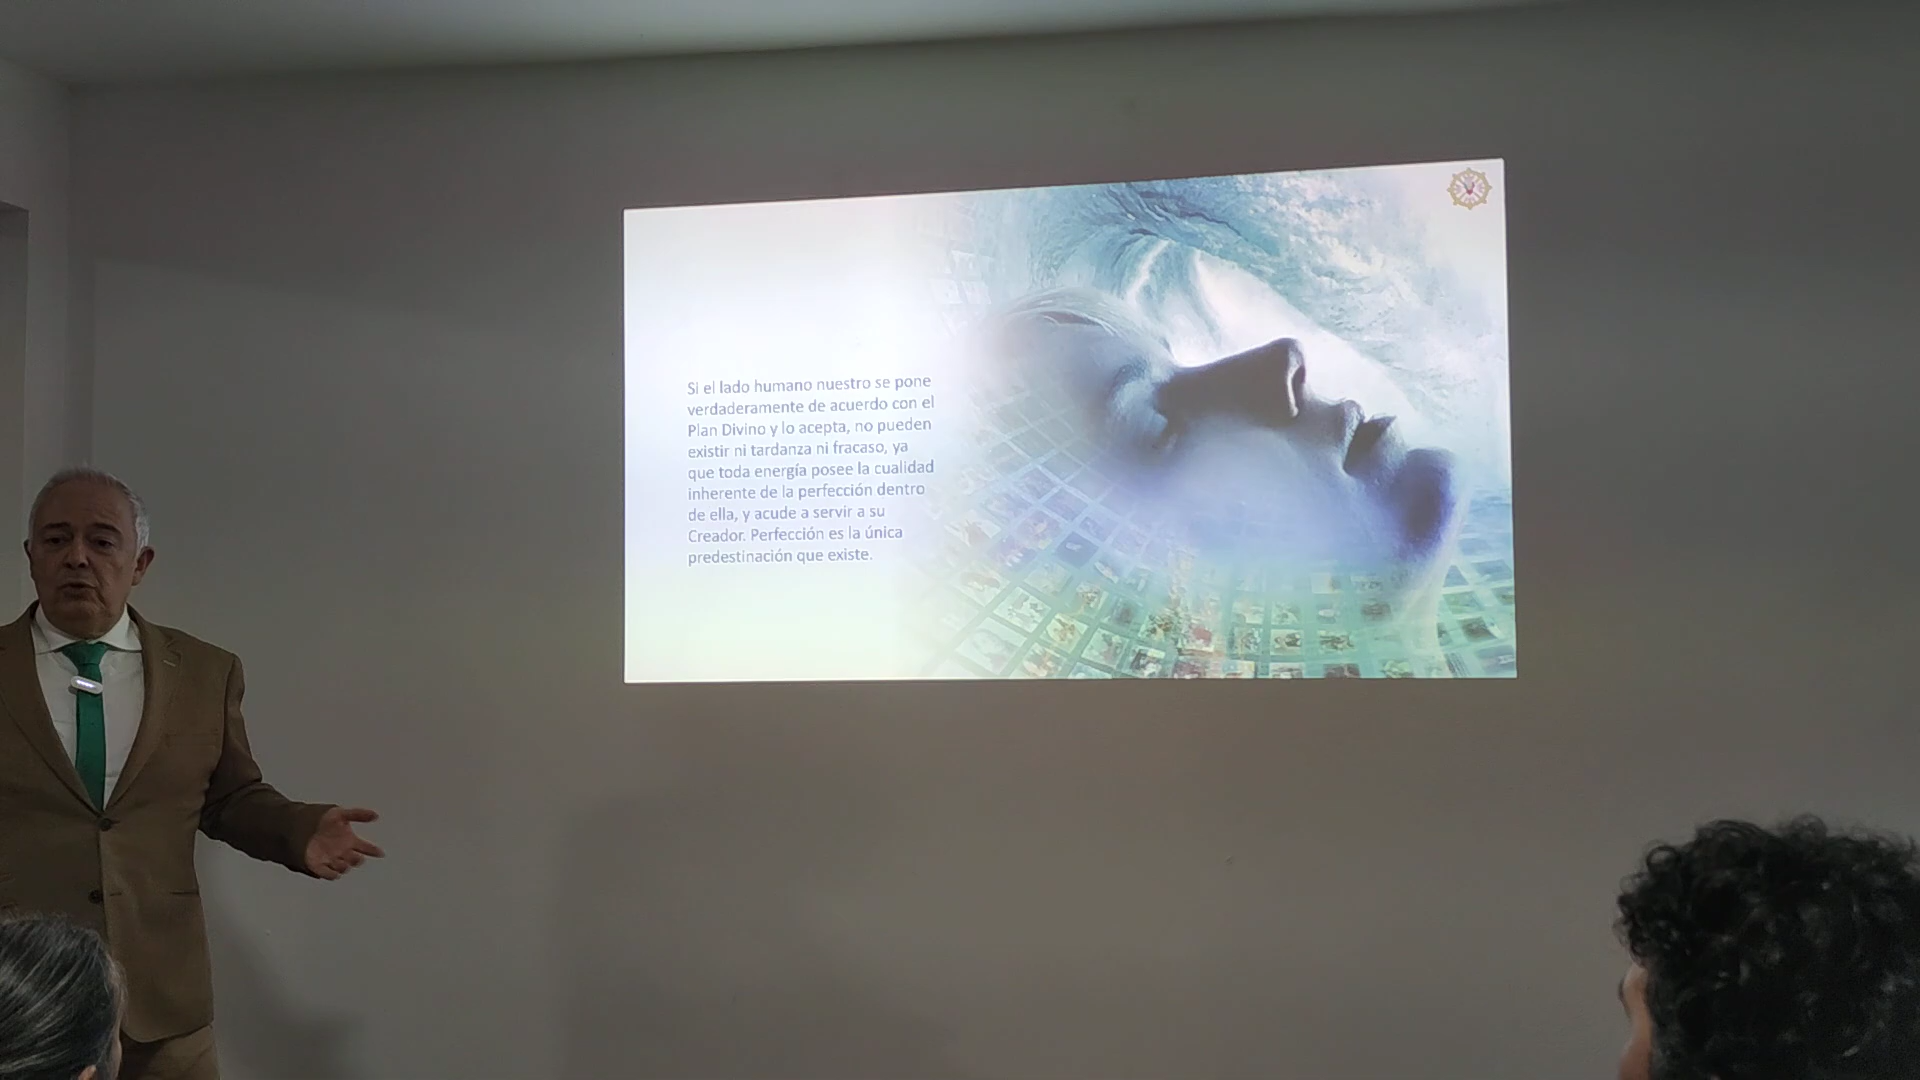 Si el lado humano nuestro se pone
verdaderamente de acuerdo con el
Plan Divino y lo acepta, no pueden
existir ni tardanza ni fracaso, ya
que toda energía posee la cualidad
inherente de la perfección dentro
de ella, y acude a servir a su
Creador. Perfección es la única
predestinación que existe.